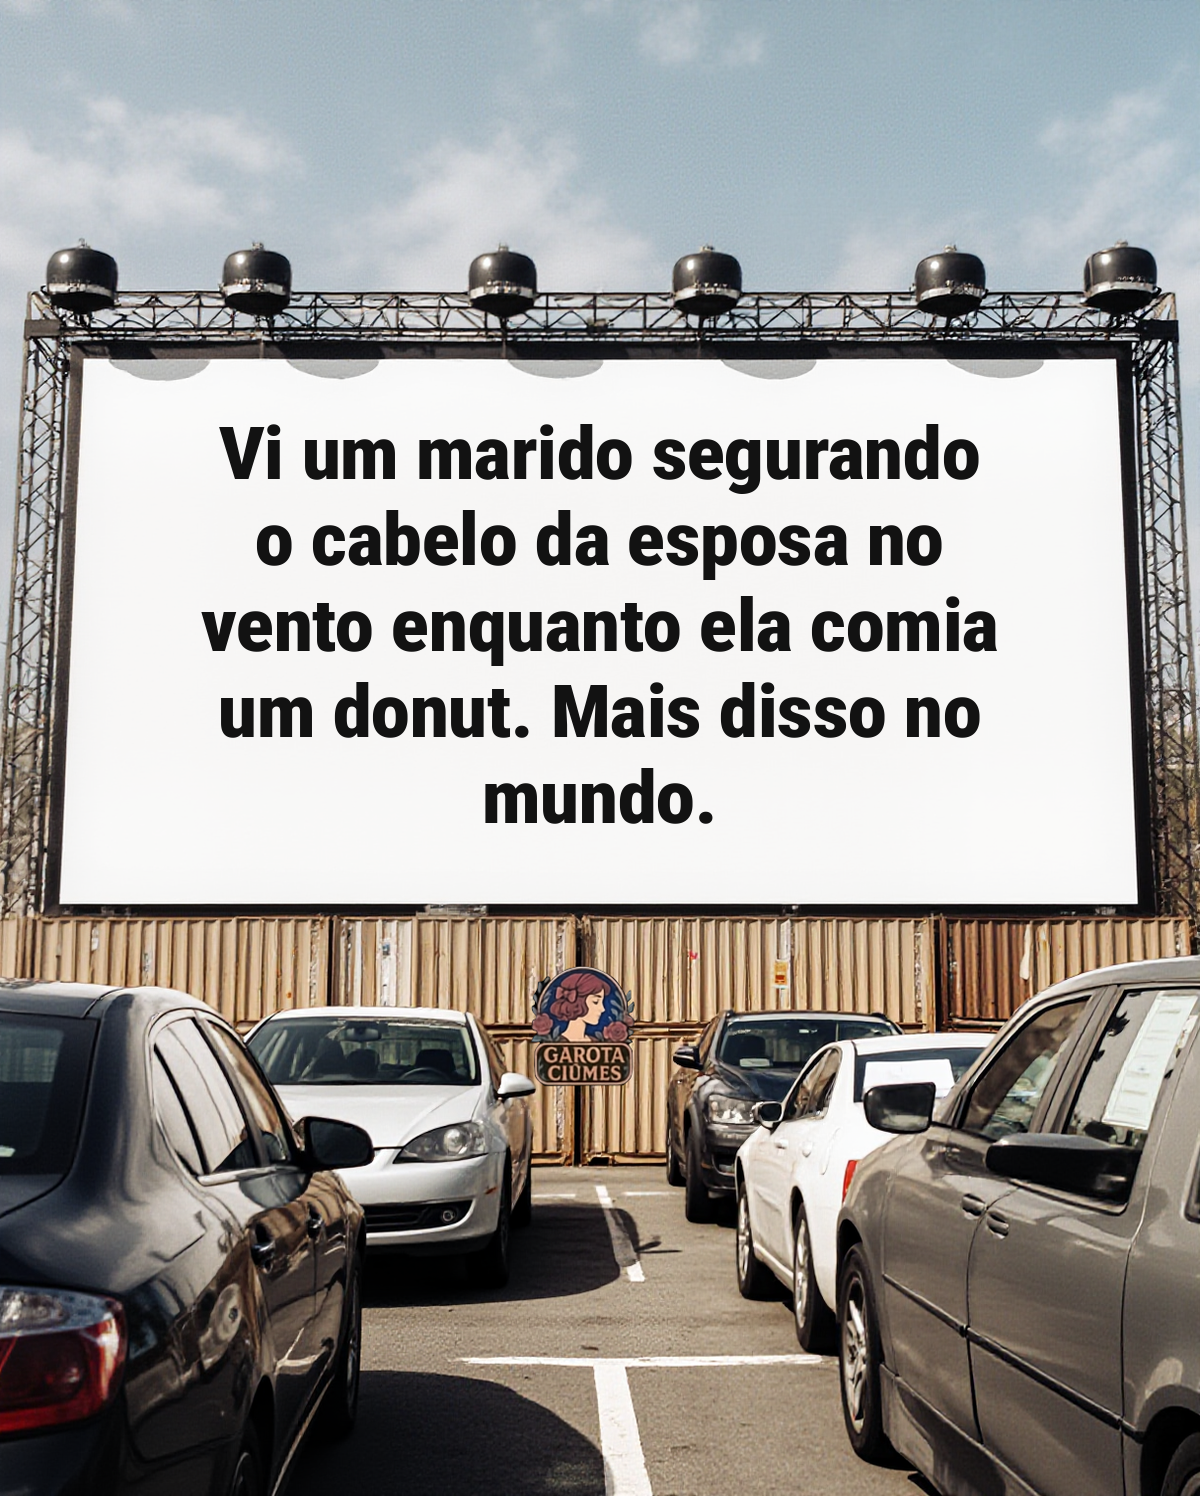 Vi um marido segurando
o cabelo da esposa no
vento enquanto ela comia
um donut. Mais disso no
mundo.
GAROTA
CIÚMES